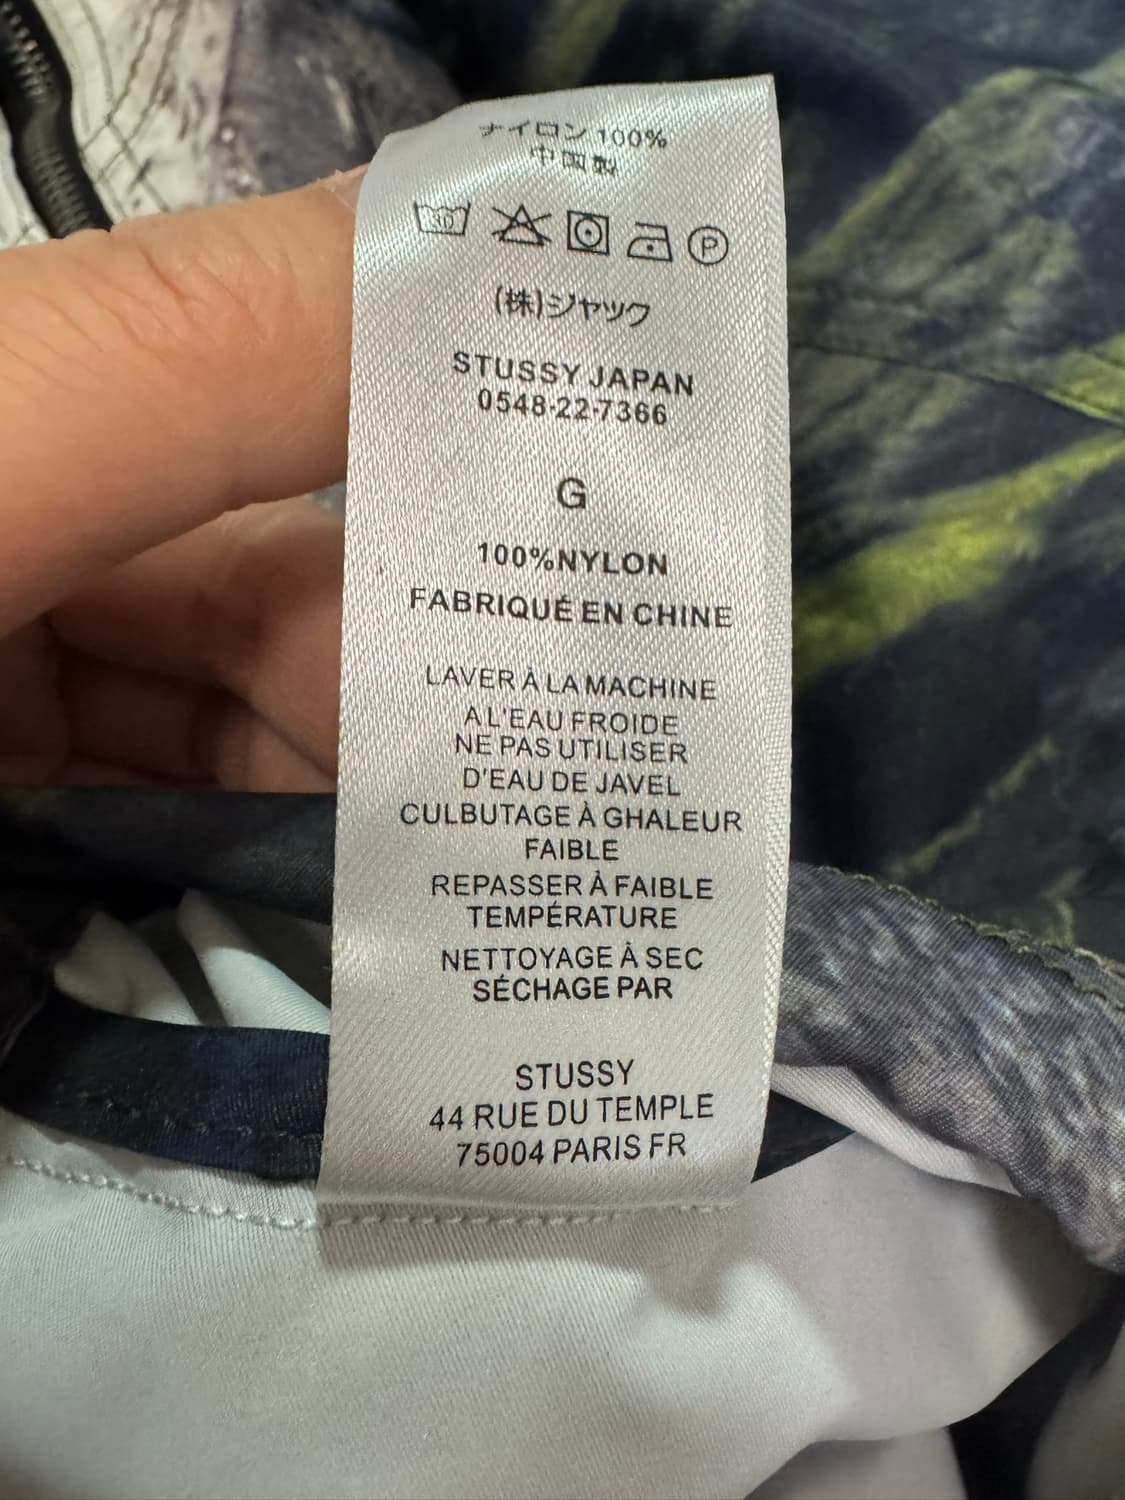 ナイロン 100%
中国製
30 P
(株)ジャック
STUSSY JAPAN
0548-22-7366
G
100%NYLON
FABRIQUÉ EN CHINE
LAVER À LA MACHINE
A L'EAU FROIDE
NE PAS UTILISER
D'EAU DE JAVEL
CULBUTAGE À GHALEUR
FAIBLE
REPASSER À FAIBLE
TEMPÉRATURE
NETTOYAGE À SEC
SÉCHAGE PAR
STUSSY
44 RUE DU TEMPLE
75004 PARIS FR